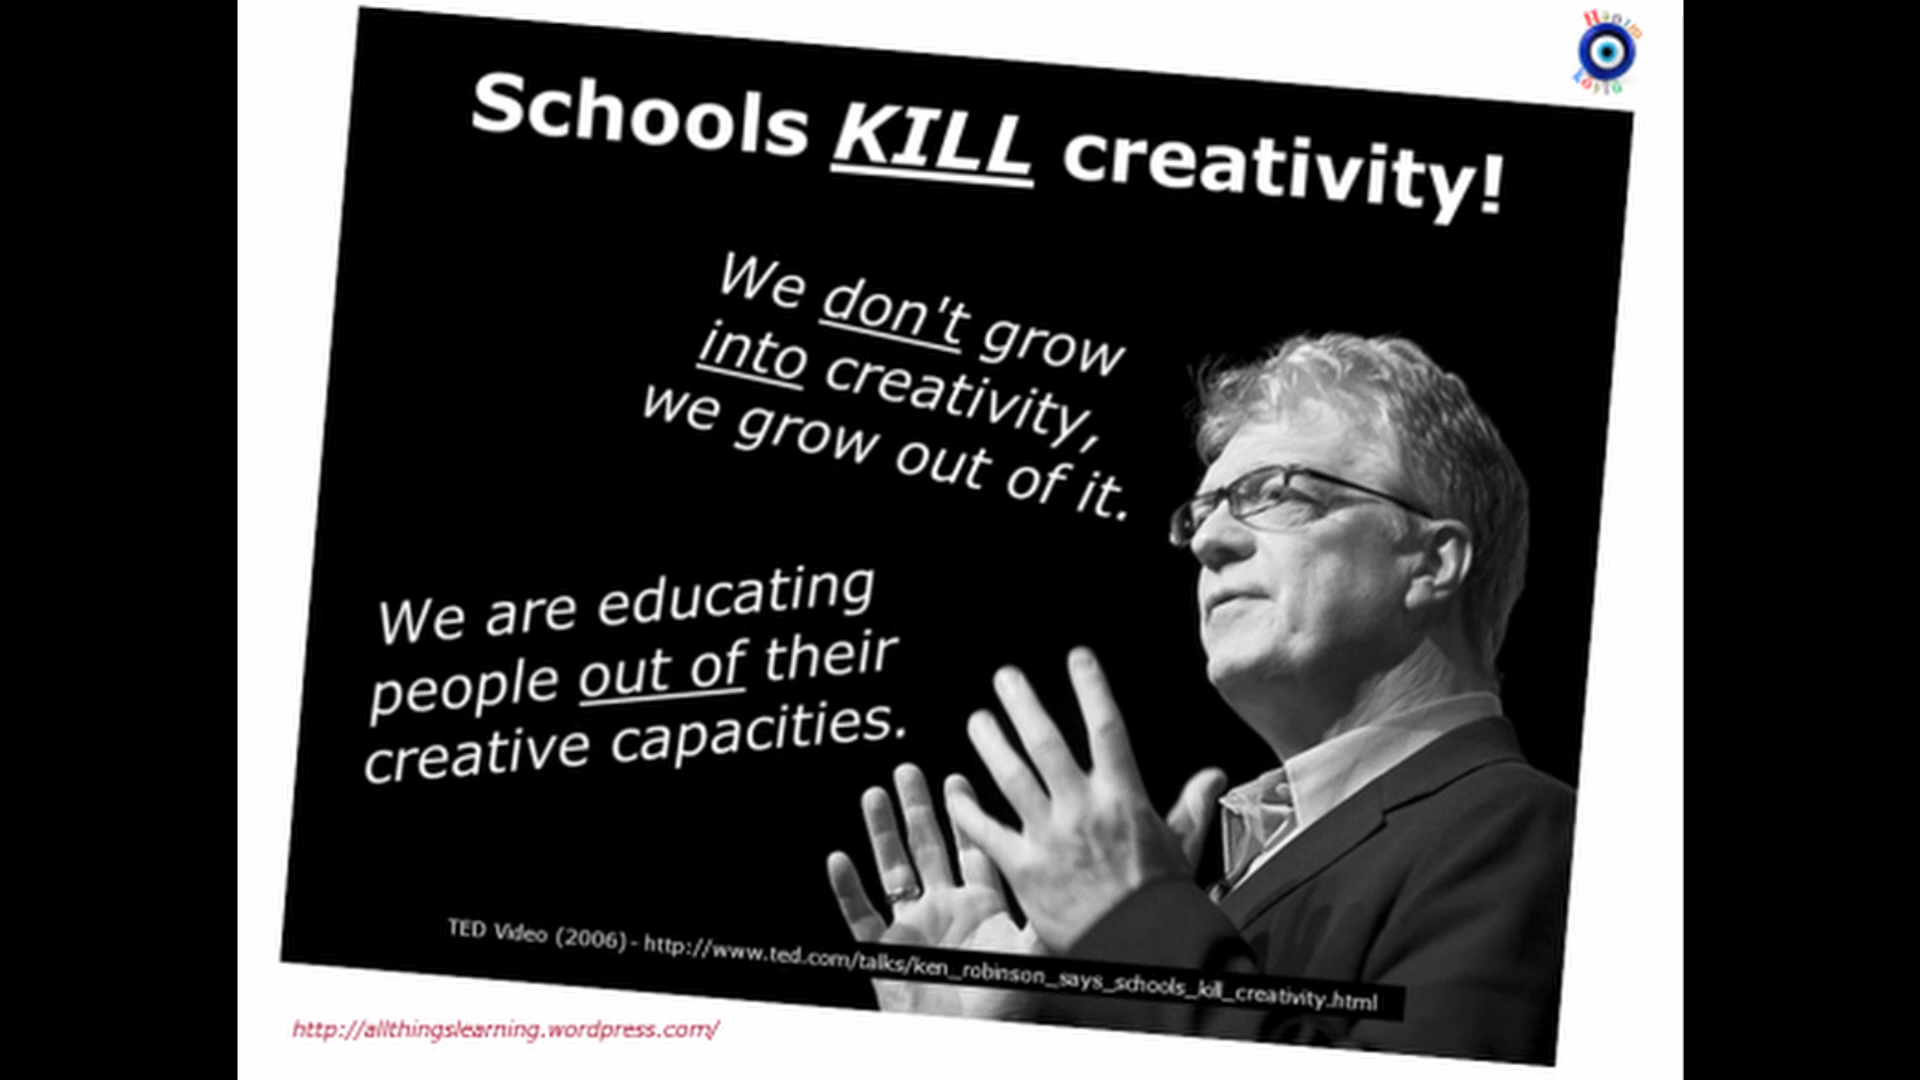 Schools KILL creativity!
We don't grow
into creativity,
we grow out of it.
We are educating
people out of their
creative capacities.
TED Video (2006)- http://www.ted.com/talks/ken_robinson_says_schools_kill_creativity.html
http://allthingslearning.wordpress.com/